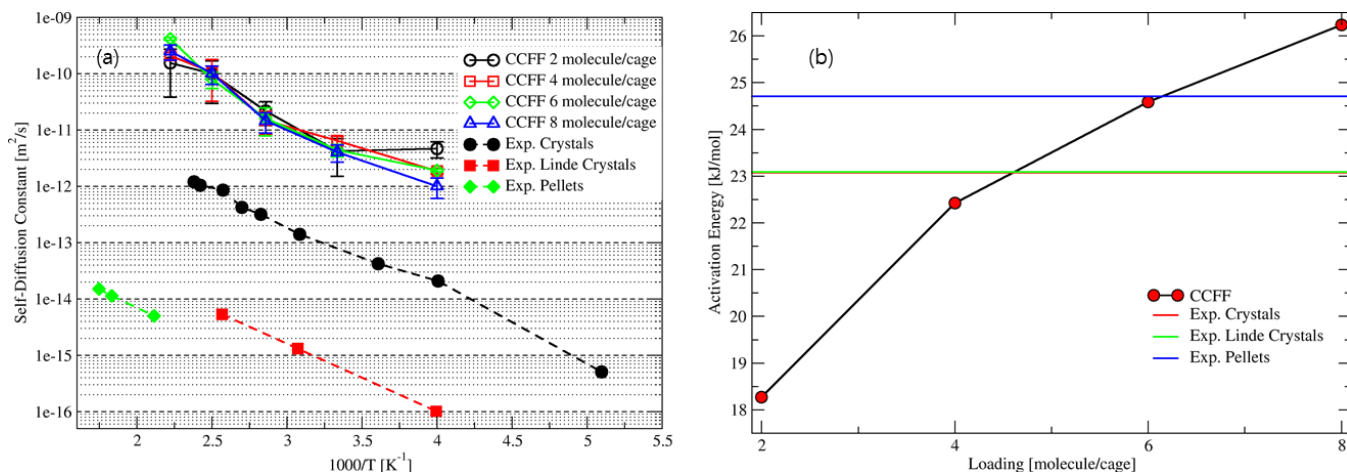 (a)
1e-09
1e-10
1e-11
1e-12
1e-13
1e-14
1e-15
1e-16
Self-Diffusion Constant [m²/s]
CCFF 2 molecule/cage
CCFF 4 molecule/cage
CCFF 6 molecule/cage
CCFF 8 molecule/cage
Exp. Crystals
Exp. Linde Crystals
Exp. Pellets
2 2.5 3 3.5 4 4.5 5 5.5
1000/T [K⁻¹]
(b)
26
25
24
23
22
21
20
19
18
Activation Energy [kJ/mol]
CCFF
Exp. Crystals
Exp. Linde Crystals
Exp. Pellets
2 4 6 8
Loading [molecule/cage]